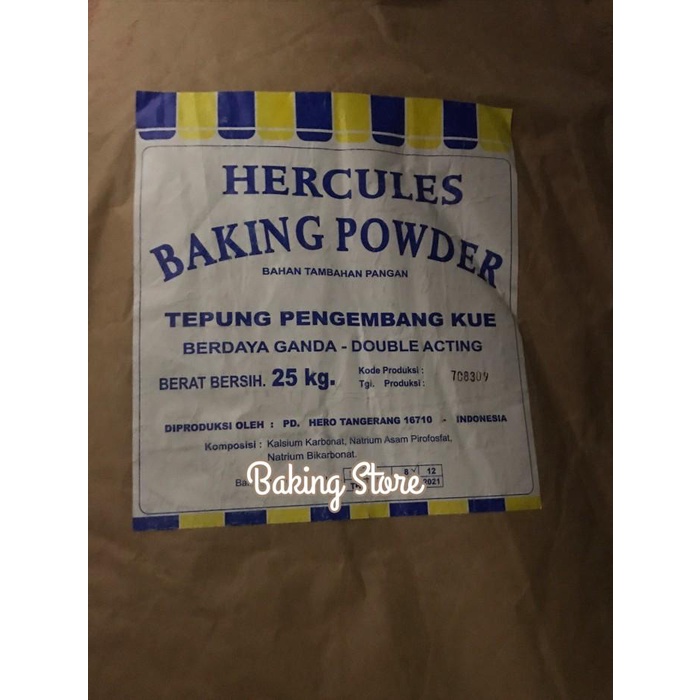 HERCULES
BAKING POWDER
BAHAN TAMBAHAN PANGAN
TEPUNG PENGEMBANG KUE
BERDAYA GANDA - DOUBLE ACTING
BERAT BERSIH. 25 kg.
Kode Produksi :
Tgl. Produksi :
708309
DIPRODUKSI OLEH : PD. HERO TANGERANG 16710 - INDONESIA
Komposisi : Kalsium Karbonat, Natrium Asam Pirofosfat,
Natrium Bikarbonat.
8 12
2021
Baking Store